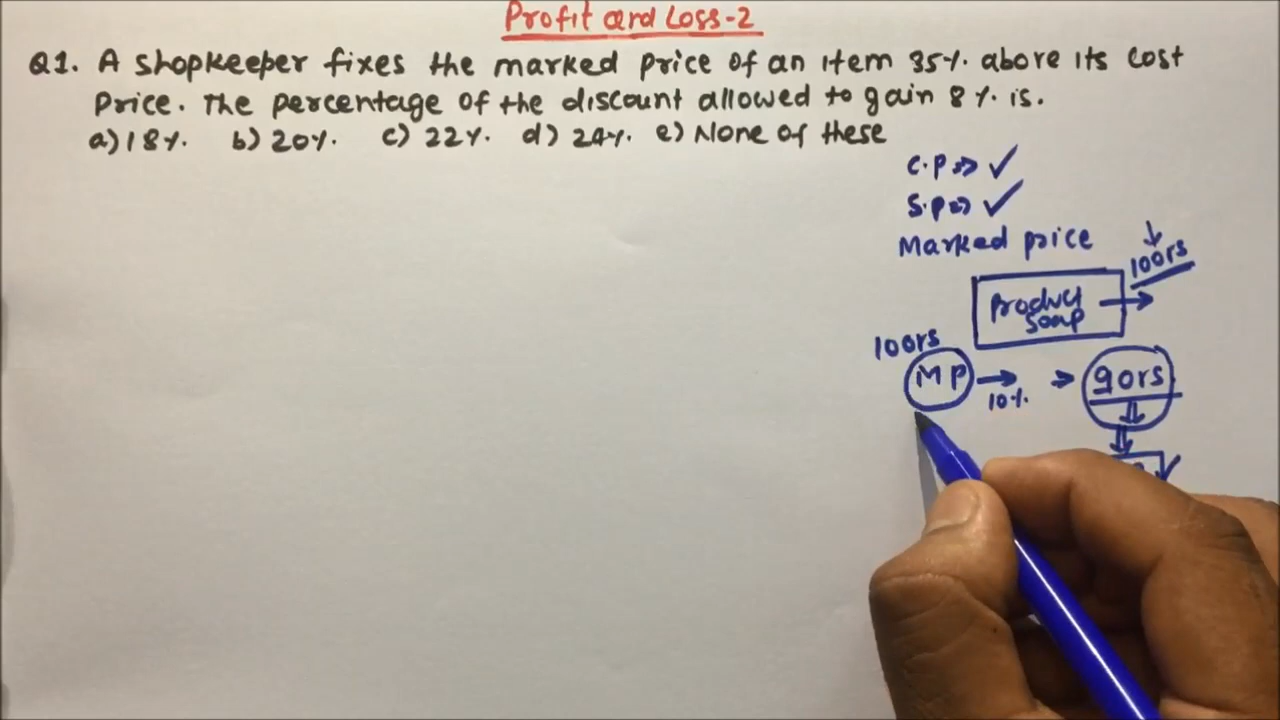 Profit and Loss-2
Q1. A shopkeeper fixes the marked price of an item 35%. above its cost
price. The percentage of the discount allowed to gain 8%. is.
a) 18%. b) 20%. c) 22%. d) 24%. e) None of these
C.P => ✓
S.P => ✓
Marked price
100rs
Product
Soap
100rs
MP
10%.
90rs